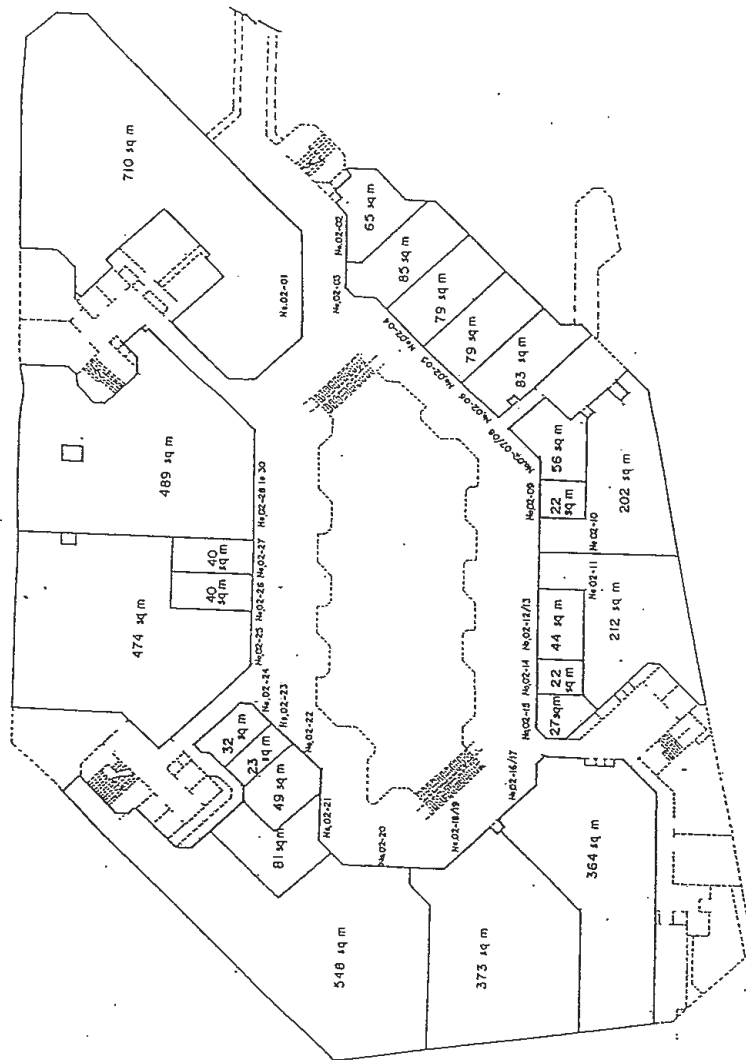 710 sq m
No,02-01
65 sq m
No,02-02
No,02-03
85 sq m
No,02-04
79 sq m
No,02-05
79 sq m
No,02-06
83 sq m
No,02-07/08
56 sq m
No,02-09
22
sq m
202 sq m
No,02-10
No,02-11
212 sq m
No,02-12/13
44 sq m
No,02-14
22
sq m
No,02-15
27sqm
No,02-16/17
364 sq m
No,02-18/19
373 sq m
No,02-20
548 sq m
No,02-21
81 sq m
No,02-22
49 sq m
No,02-23
23
sq m
No,02-24
32
sq m
No,02-25
474 sq m
No,02-26
40
sq m
No,02-27
40
sq m
No,02-28 to 30
489 sq m